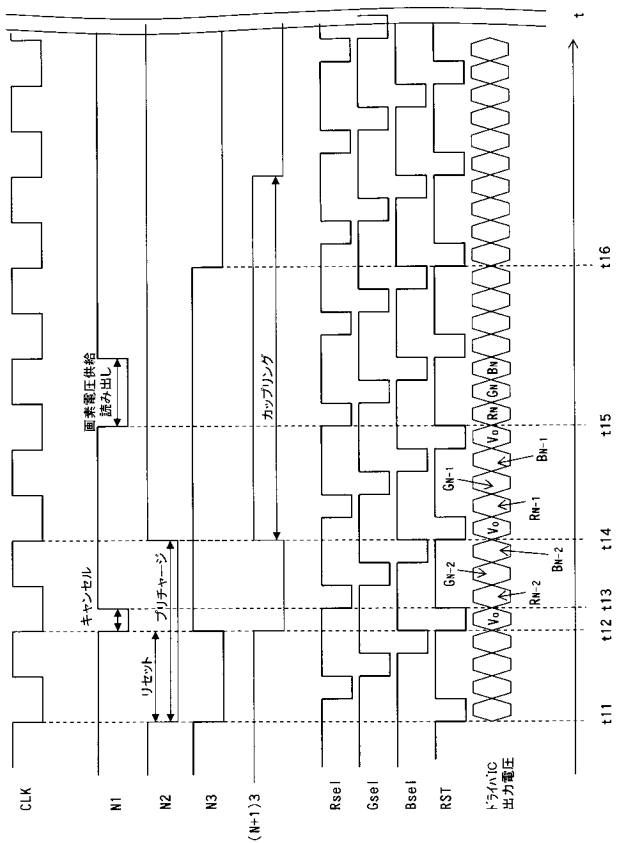 CLK
N1
N2
N3
(N+1)3
Rsel
Gsel
Bsel
RST
ドライバIC
出力電圧
キャンセル
リセット
プリチャージ
画素電圧供給
読み出し
カップリング
V0
RN-2
GN-2
BN-2
V0
RN-1
GN-1
BN-1
V0
RN
GN
BN
t11
t12
t13
t14
t15
t16
t